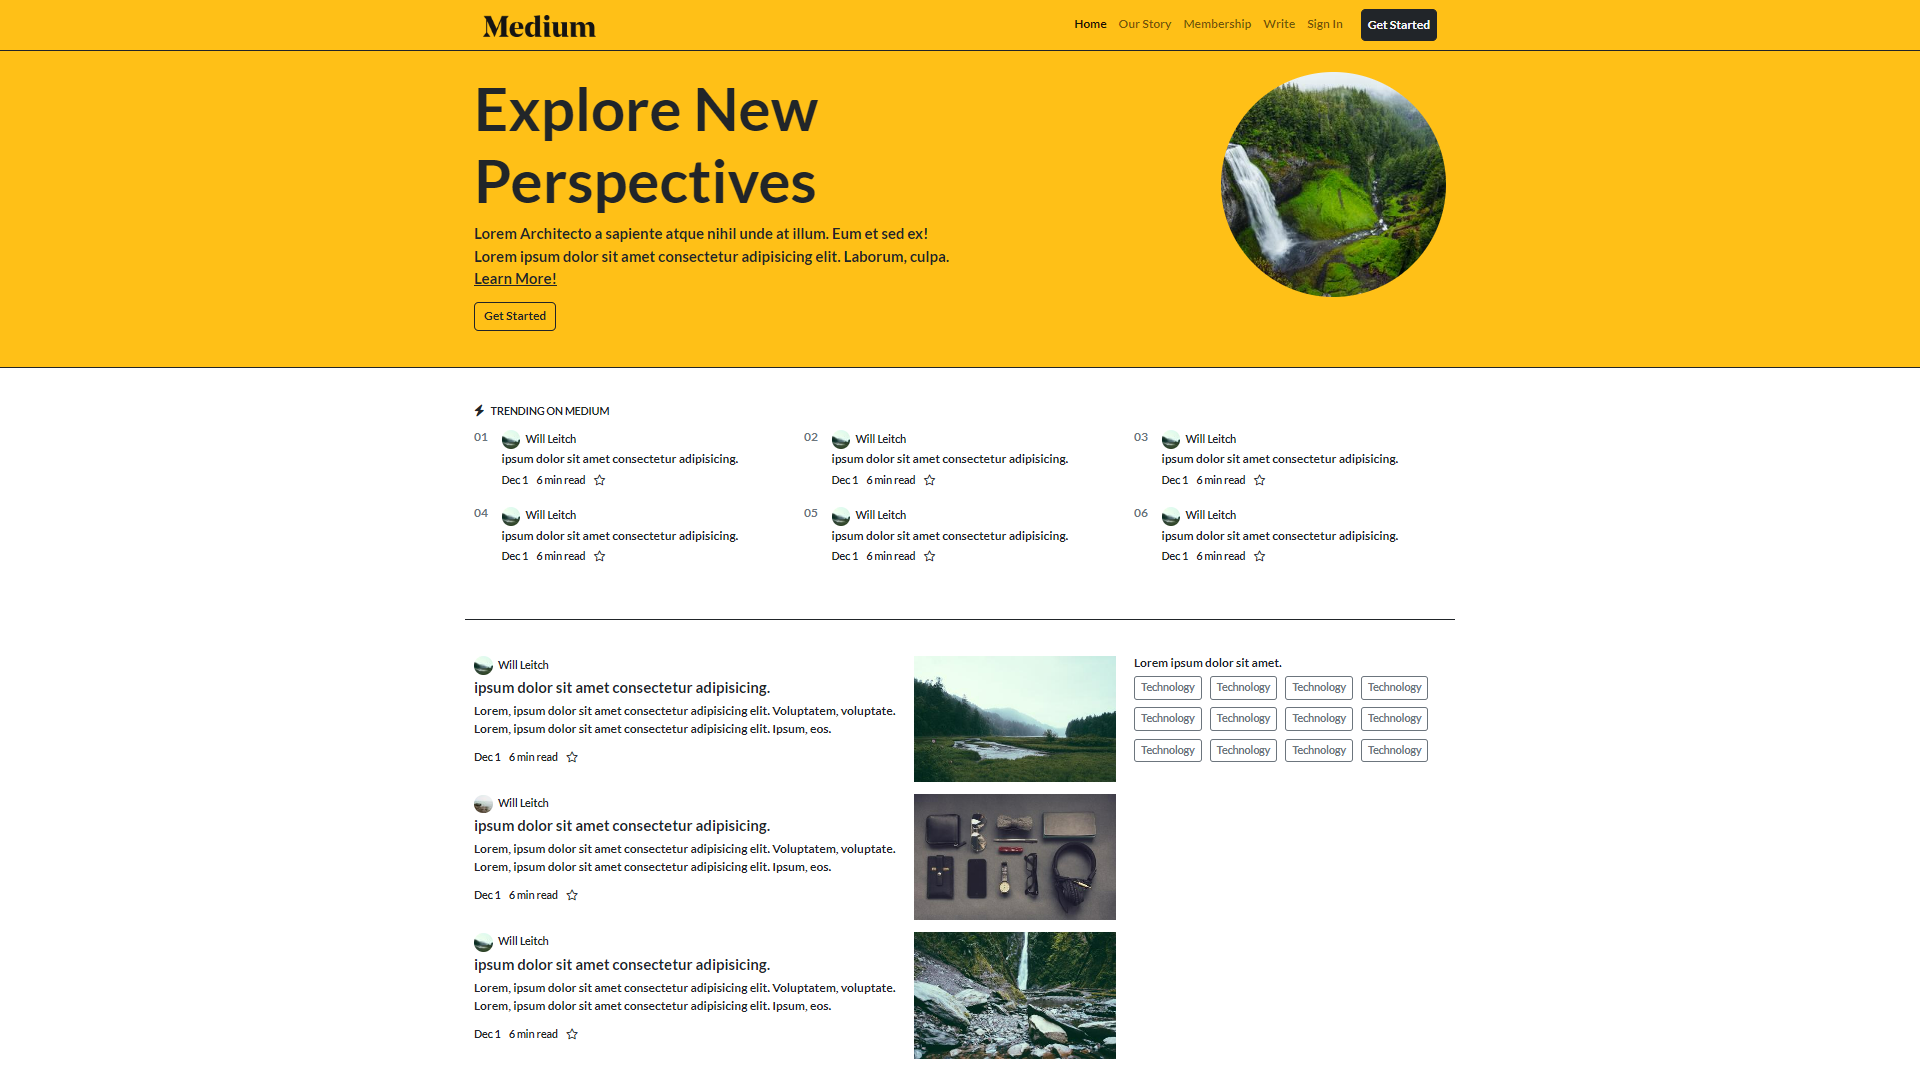 Medium
Home Our Story Membership Write Sign In Get Started
Explore New
Perspectives
Lorem Architecto a sapiente atque nihil unde at illum. Eum et sed ex!
Lorem ipsum dolor sit amet consectetur adipisicing elit. Laborum, culpa.
Learn More!
Get Started
TRENDING ON MEDIUM
01 Will Leitch
ipsum dolor sit amet consectetur adipisicing.
Dec 1 6 min read
02 Will Leitch
ipsum dolor sit amet consectetur adipisicing.
Dec 1 6 min read
03 Will Leitch
ipsum dolor sit amet consectetur adipisicing.
Dec 1 6 min read
04 Will Leitch
ipsum dolor sit amet consectetur adipisicing.
Dec 1 6 min read
05 Will Leitch
ipsum dolor sit amet consectetur adipisicing.
Dec 1 6 min read
06 Will Leitch
ipsum dolor sit amet consectetur adipisicing.
Dec 1 6 min read
Will Leitch
ipsum dolor sit amet consectetur adipisicing.
Lorem, ipsum dolor sit amet consectetur adipisicing elit. Voluptatem, voluptate.
Lorem, ipsum dolor sit amet consectetur adipisicing elit. Ipsum, eos.
Dec 1 6 min read
Will Leitch
ipsum dolor sit amet consectetur adipisicing.
Lorem, ipsum dolor sit amet consectetur adipisicing elit. Voluptatem, voluptate.
Lorem, ipsum dolor sit amet consectetur adipisicing elit. Ipsum, eos.
Dec 1 6 min read
Will Leitch
ipsum dolor sit amet consectetur adipisicing.
Lorem, ipsum dolor sit amet consectetur adipisicing elit. Voluptatem, voluptate.
Lorem, ipsum dolor sit amet consectetur adipisicing elit. Ipsum, eos.
Dec 1 6 min read
Lorem ipsum dolor sit amet.
Technology Technology Technology Technology
Technology Technology Technology Technology
Technology Technology Technology Technology